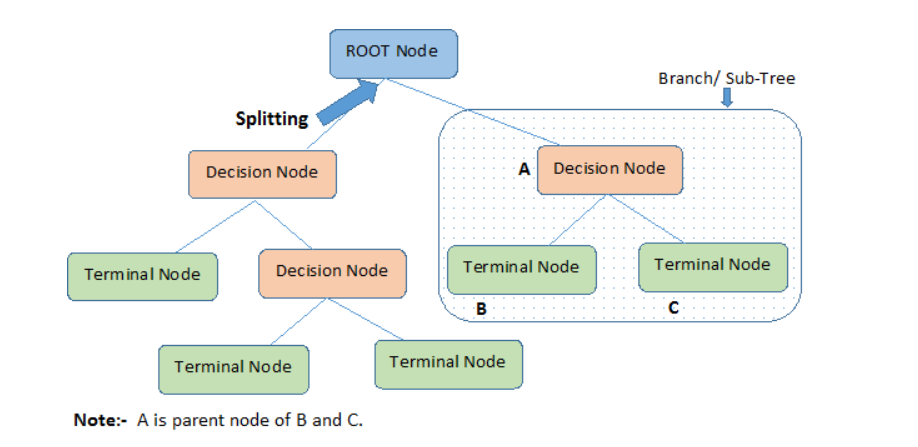 ROOT Node
Branch/ Sub-Tree
Splitting
Decision Node
A
Decision Node
Terminal Node
Decision Node
Terminal Node
Terminal Node
B
C
Terminal Node
Terminal Node
Note:- A is parent node of B and C.